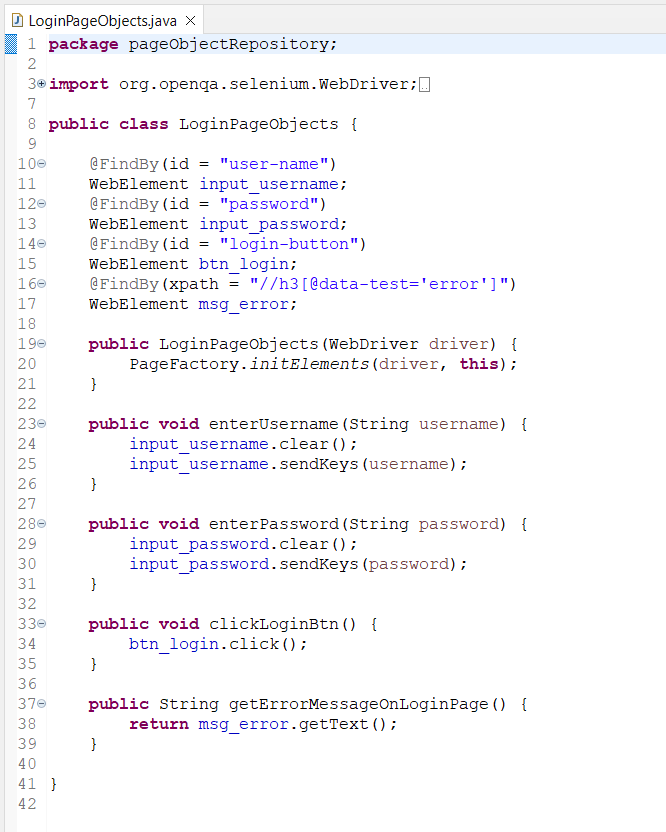 LoginPageObjects.java
1 package pageObjectRepository;
2
3 import org.openqa.selenium.WebDriver;
7
8 public class LoginPageObjects {
9
10     @FindBy(id = "user-name")
11     WebElement input_username;
12     @FindBy(id = "password")
13     WebElement input_password;
14     @FindBy(id = "login-button")
15     WebElement btn_login;
16     @FindBy(xpath = "//h3[@data-test='error']")
17     WebElement msg_error;
18
19     public LoginPageObjects(WebDriver driver) {
20         PageFactory.initElements(driver, this);
21     }
22
23     public void enterUsername(String username) {
24         input_username.clear();
25         input_username.sendKeys(username);
26     }
27
28     public void enterPassword(String password) {
29         input_password.clear();
30         input_password.sendKeys(password);
31     }
32
33     public void clickLoginBtn() {
34         btn_login.click();
35     }
36
37     public String getErrorMessageOnLoginPage() {
38         return msg_error.getText();
39     }
40
41 }
42